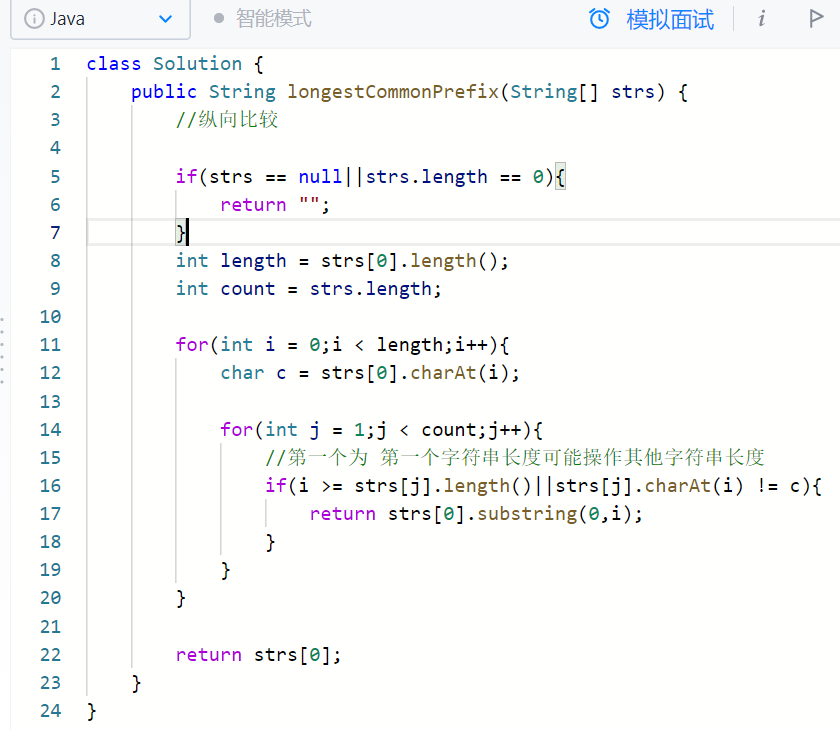 Java 智能模式 模拟面试
1 class Solution {
2 public String longestCommonPrefix(String[] strs) {
3 //纵向比较
4
5 if(strs == null||strs.length == 0){
6 return "";
7 }
8 int length = strs[0].length();
9 int count = strs.length;
10
11 for(int i = 0;i < length;i++){
12 char c = strs[0].charAt(i);
13
14 for(int j = 1;j < count;j++){
15 //第一个为 第一个字符串长度可能操作其他字符串长度
16 if(i >= strs[j].length()||strs[j].charAt(i) != c){
17 return strs[0].substring(0,i);
18 }
19 }
20 }
21
22 return strs[0];
23 }
24 }